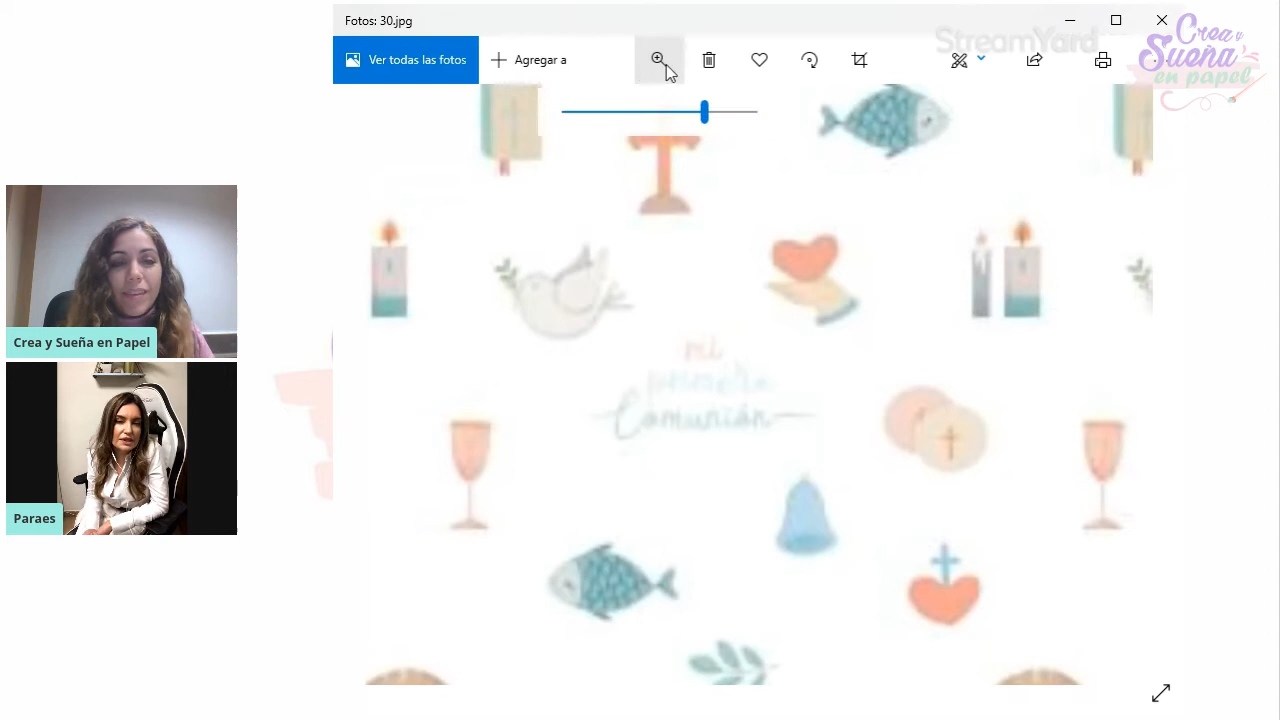 Fotos: 30.jpg
StreamYard
Crea y
Sueña
en papel
Ver todas las fotos
Agregar a
mi
primera
Comunión
Crea y Sueña en Papel
Paraes